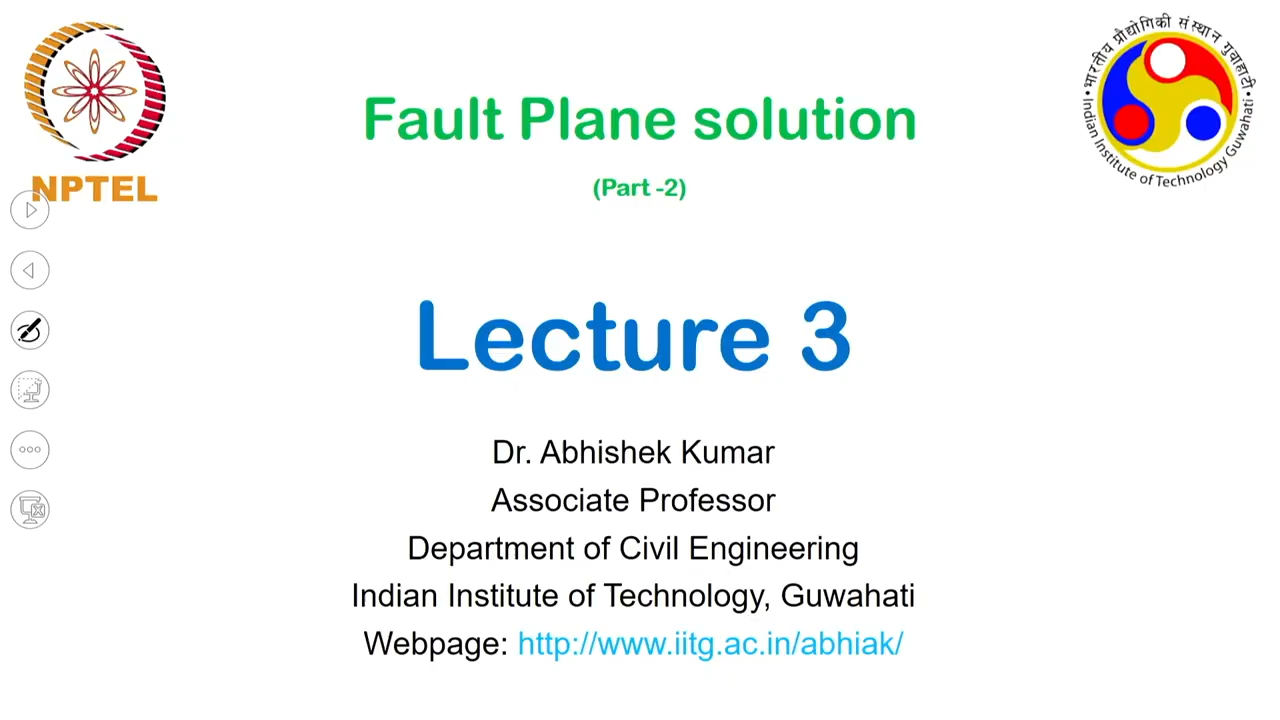 Fault Plane solution
(Part -2)
NPTEL
भारतीय प्रौद्योगिकी संस्थान गुवाहाटी
Indian Institute of Technology Guwahati
Lecture 3
Dr. Abhishek Kumar
Associate Professor
Department of Civil Engineering
Indian Institute of Technology, Guwahati
Webpage: http://www.iitg.ac.in/abhiak/